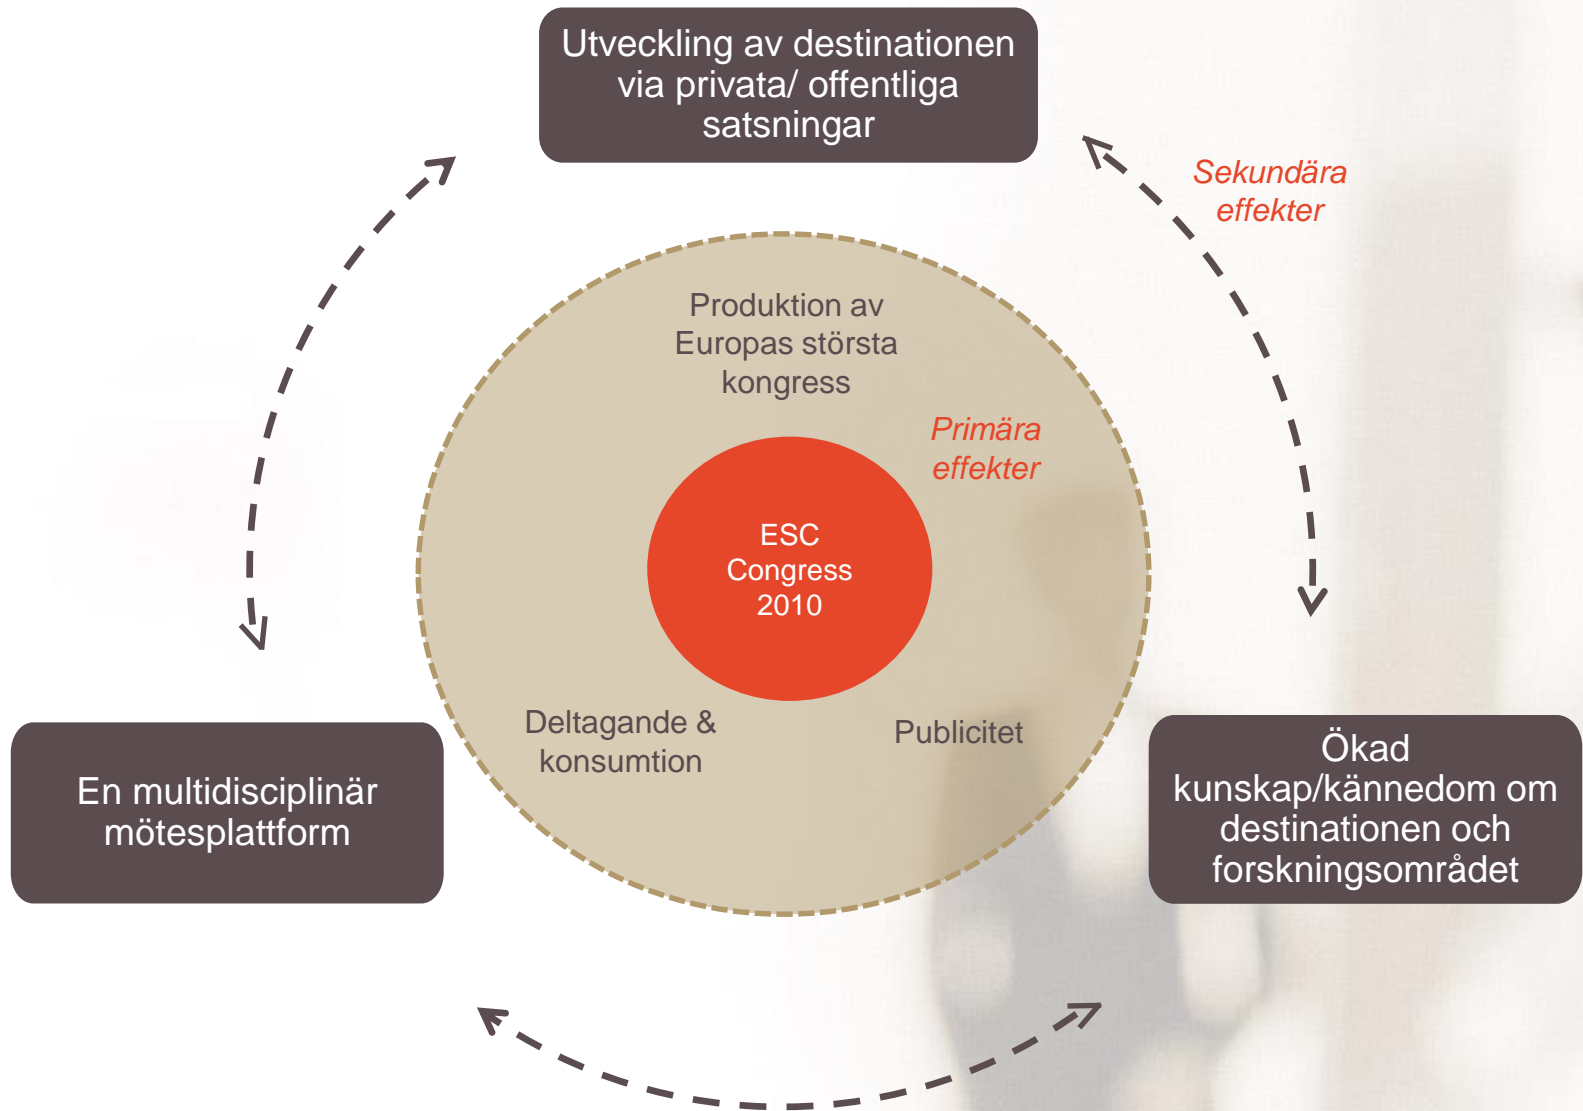 Utveckling av destinationen
via privata/ offentliga
satsningar
Sekundära
effekter
Produktion av
Europas största
kongress
Primära
effekter
ESC
Congress
2010
Deltagande &
konsumtion
Publicitet
En multidisciplinär
mötesplattform
Ökad
kunskap/kännedom om
destinationen och
forskningsområdet